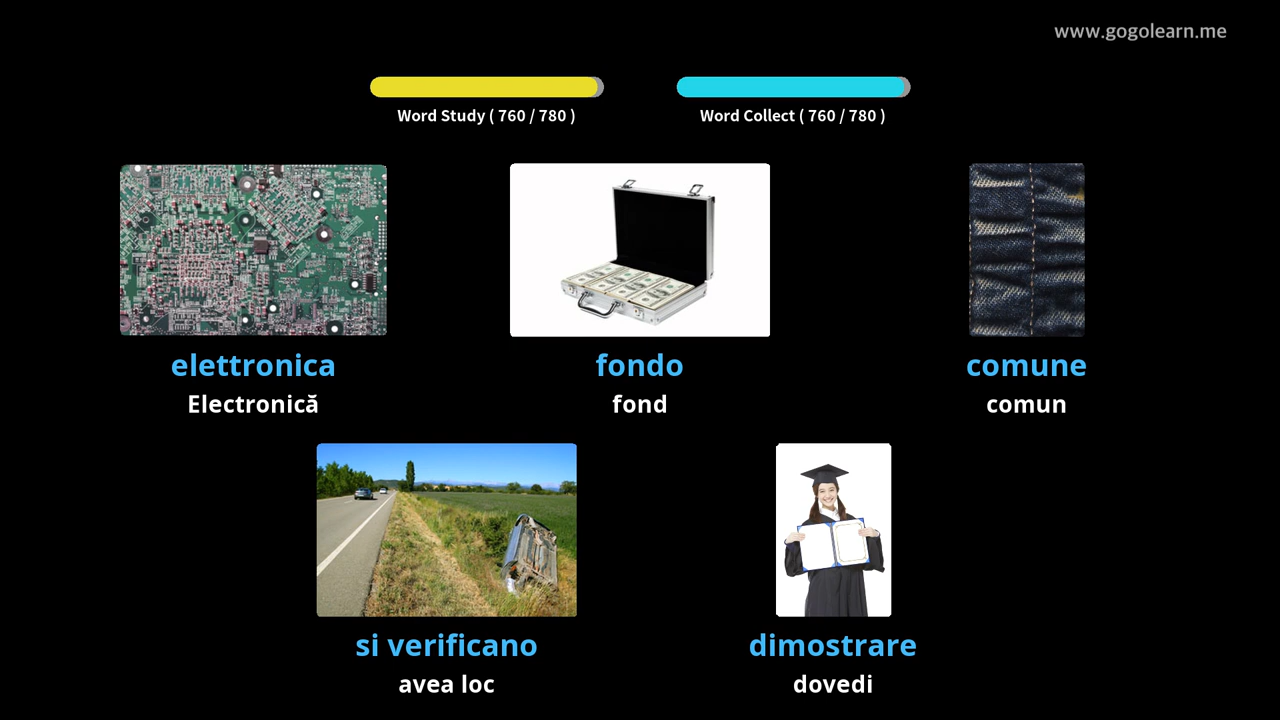 www.gogolearn.me
Word Study ( 760 / 780 )
Word Collect ( 760 / 780 )
elettronica
Electronică
fondo
fond
comune
comun
si verificano
avea loc
dimostrare
dovedi